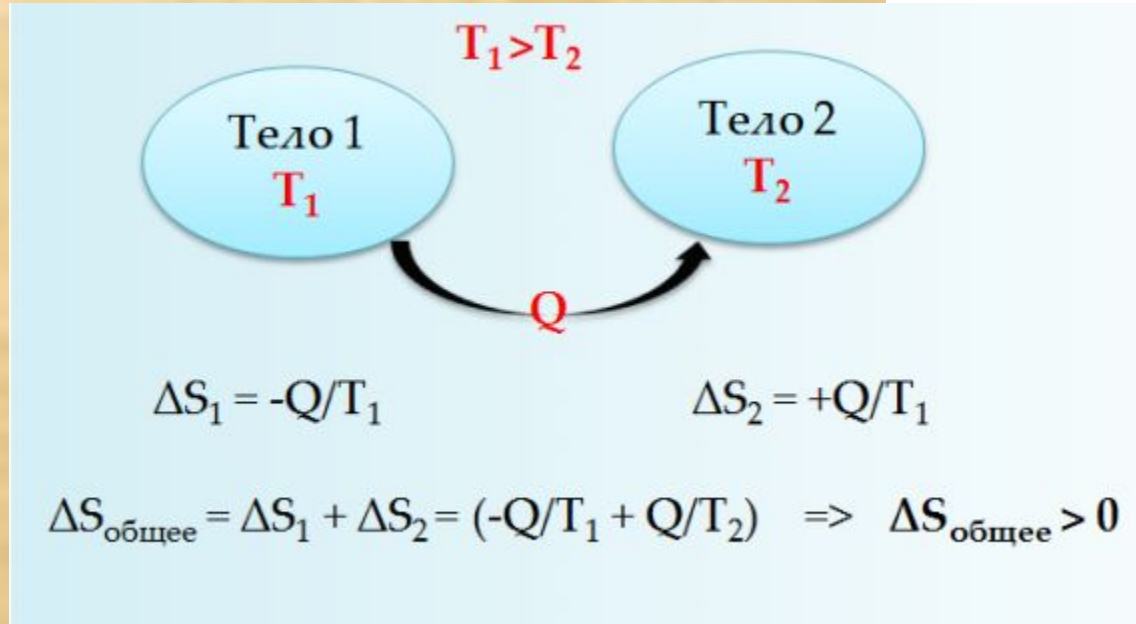 T₁>T₂
Тело 1
T₁
Тело 2
T₂
Q
ΔS₁ = -Q/T₁
ΔS₂ = +Q/T₁
ΔSобщее = ΔS₁ + ΔS₂ = (-Q/T₁ + Q/T₂) => ΔSобщее > 0